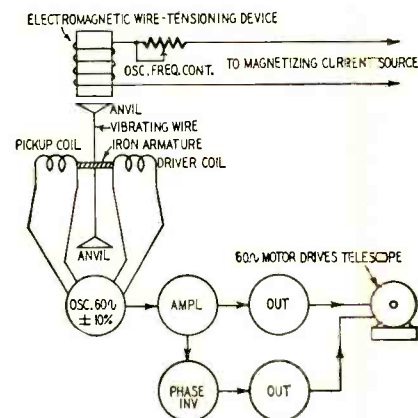 ELECTROMAGNETIC WIRE-TENSIONING DEVICE
OSC. FREQ. CONT.
TO MAGNETIZING CURRENT SOURCE
ANVIL
VIBRATING WIRE
IRON ARMATURE
PICKUP COIL
DRIVER COIL
ANVIL
60~ MOTOR DRIVES TELESCOPE
OSC. 60~
± 10%
AMPL
OUT
PHASE
INV
OUT